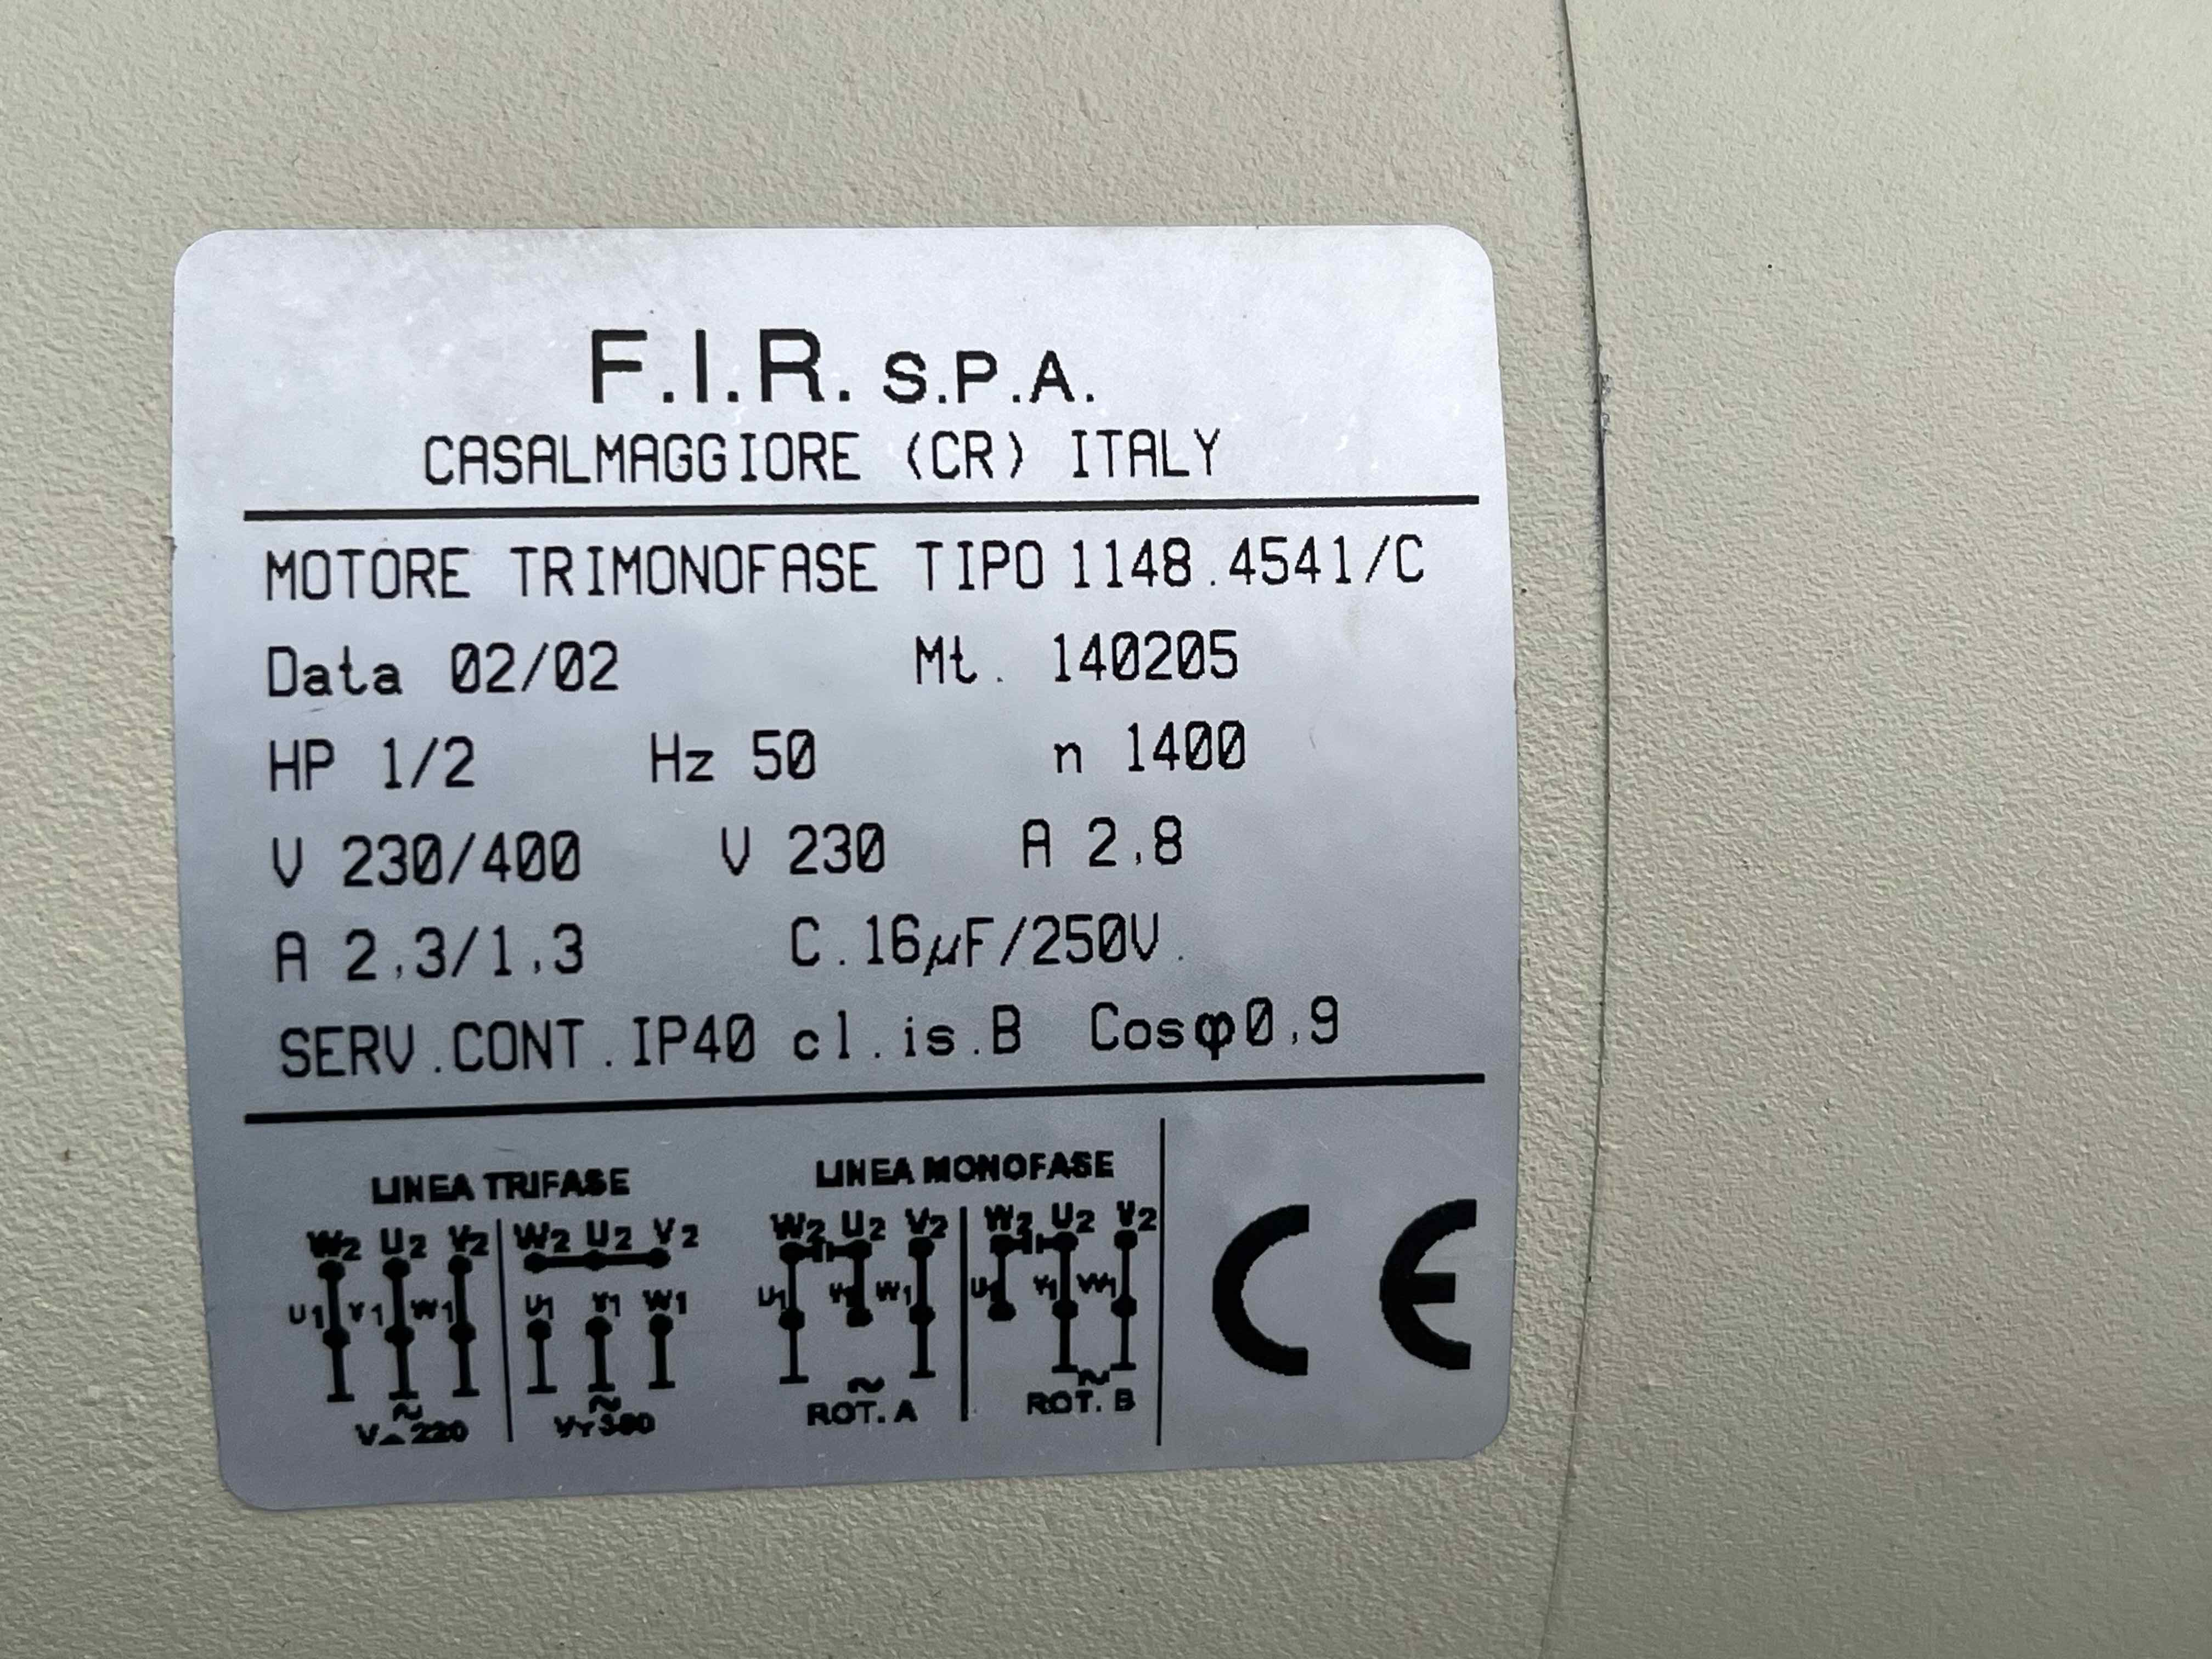 F.I.R. S.P.A.
CASALMAGGIORE (CR) ITALY
MOTORE TRIMONOFASE TIPO 1148.4541/C
Data 02/02 Mt. 140205
HP 1/2 Hz 50 n 1400
V 230/400 V 230 A 2,8
A 2,3/1,3 C.16µF/250V.
SERV.CONT.IP40 cl.is.B Cosφ0,9
LINEA TRIFASE LINEA MONOFASE
W2 U2 V2 W2 U2 V2 W2 U2 V2 W2 U2 V2
U1 V1 W1 U1 V1 W1 U1 V1 W1 U1 V1 W1
~ ~ ~ ~
V△220 VY380 ROT. A ROT. B
CE